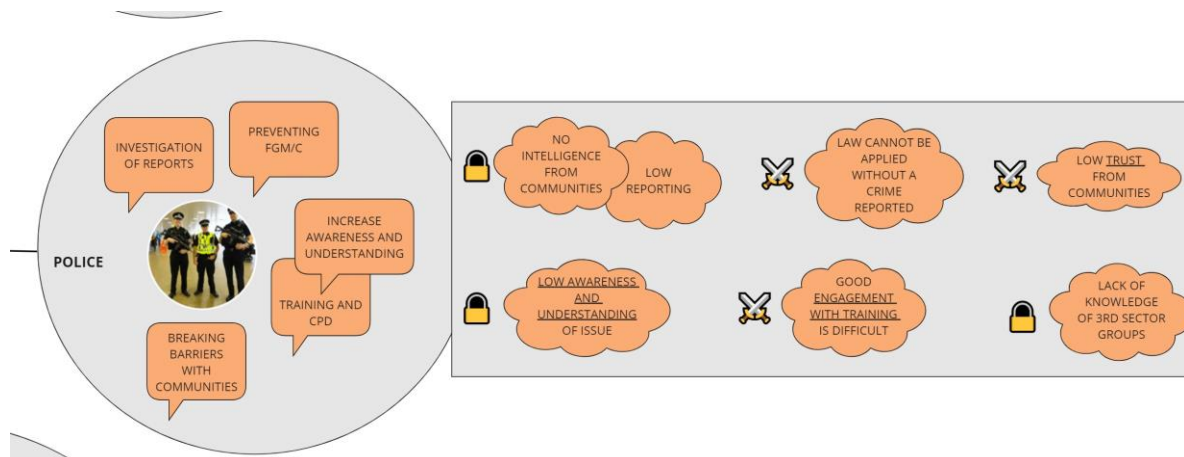 INVESTIGATION
OF REPORTS
PREVENTING
FGM/C
INCREASE
AWARENESS AND
UNDERSTANDING
POLICE
TRAINING AND
CPD
BREAKING
BARRIERS
WITH
COMMUNITIES
NO
INTELLIGENCE
FROM
COMMUNITIES
LOW
REPORTING
LAW CANNOT BE
APPLIED
WITHOUT A
CRIME
REPORTED
LOW TRUST
FROM
COMMUNITIES
LOW AWARENESS
AND
UNDERSTANDING
OF ISSUE
GOOD
ENGAGEMENT
WITH TRAINING
IS DIFFICULT
LACK OF
KNOWLEDGE
OF 3RD SECTOR
GROUPS